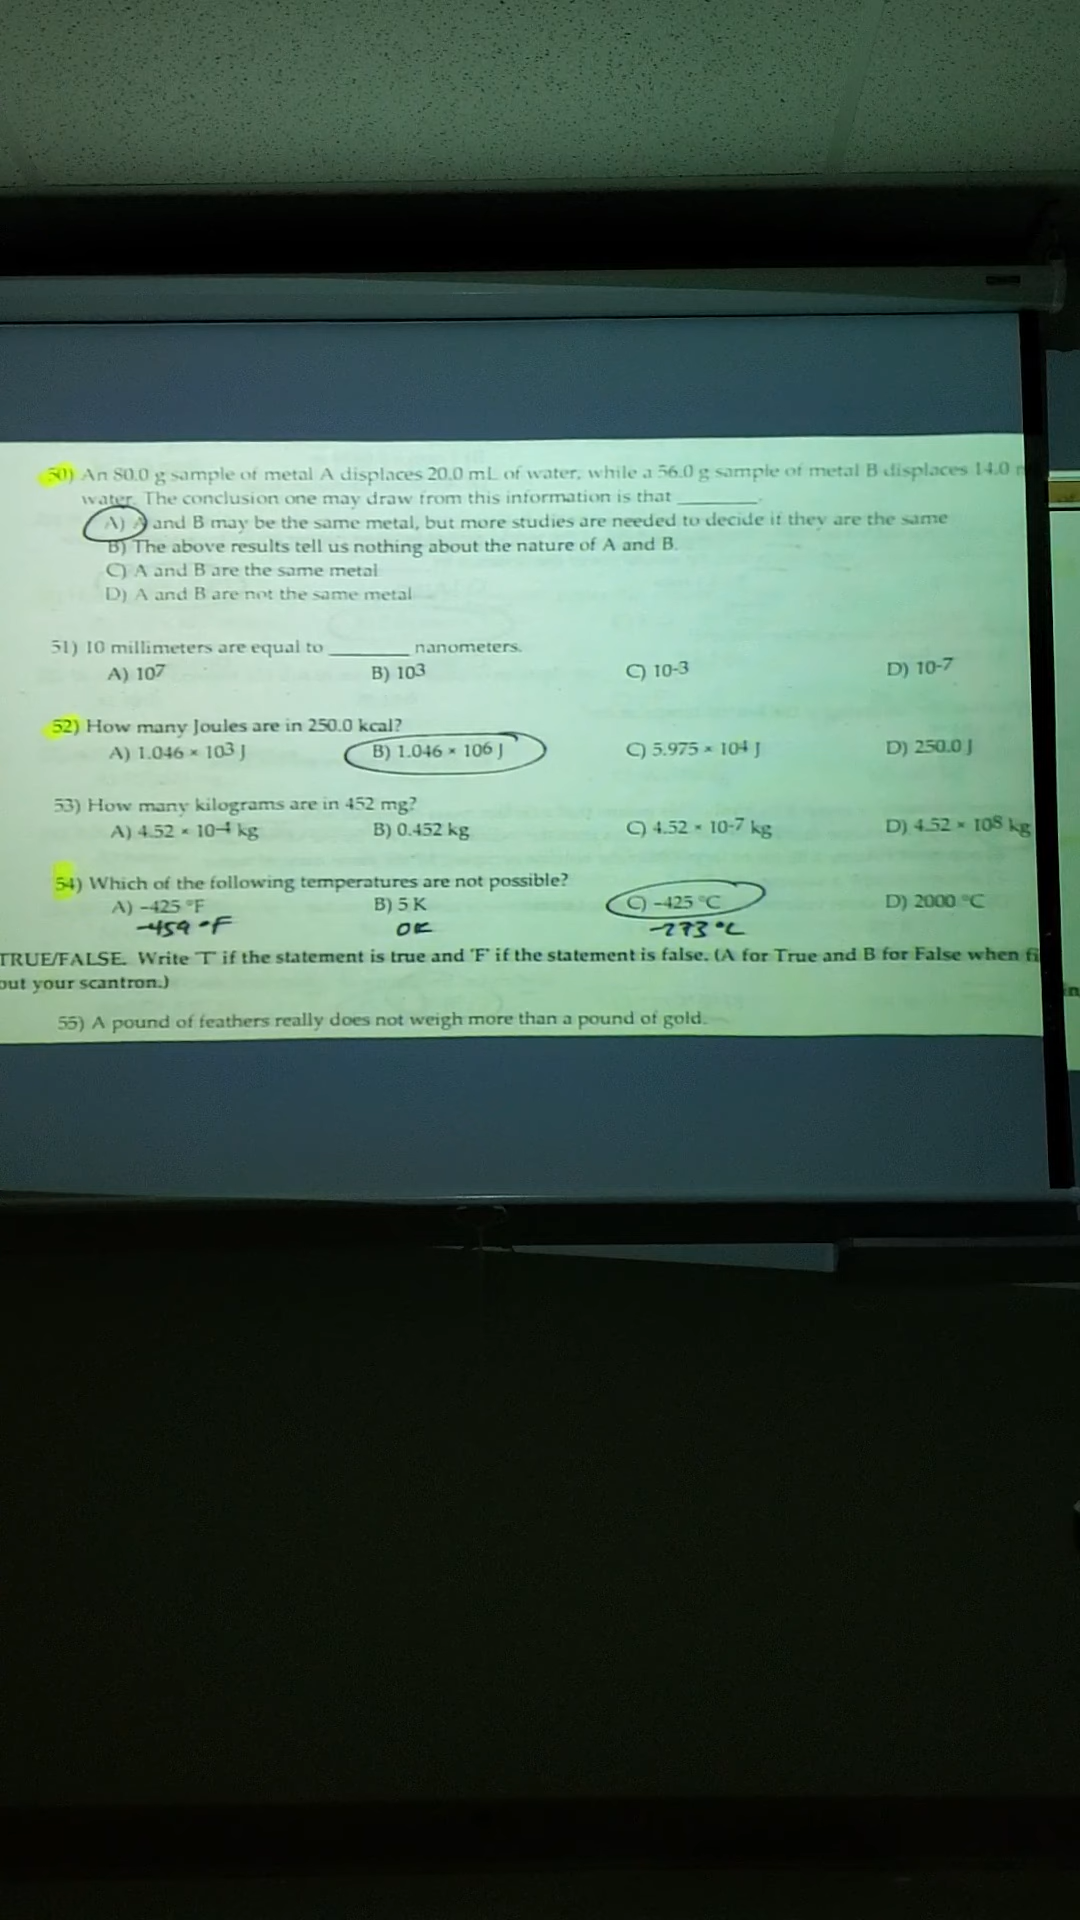 50) An 80.0 g sample of metal A displaces 20.0 mL of water, while a 56.0 g sample of metal B displaces 14.0
water. The conclusion one may draw from this information is that ________.
A) A and B may be the same metal, but more studies are needed to decide if they are the same
B) The above results tell us nothing about the nature of A and B.
C) A and B are the same metal
D) A and B are not the same metal
51) 10 millimeters are equal to ________ nanometers.
A) 10⁷ B) 10³ C) 10-3 D) 10-7
52) How many Joules are in 250.0 kcal?
A) 1.046 × 10³ J B) 1.046 × 10⁶ J C) 5.975 × 10⁴ J D) 250.0 J
53) How many kilograms are in 452 mg?
A) 4.52 × 10-4 kg B) 0.452 kg C) 4.52 × 10-7 kg D) 4.52 × 10⁸ kg
54) Which of the following temperatures are not possible?
A) -425 °F B) 5 K C) -425 °C D) 2000 °C
-459 °F OK -273 °C
TRUE/FALSE. Write 'T' if the statement is true and 'F' if the statement is false. (A for True and B for False when
out your scantron.)
55) A pound of feathers really does not weigh more than a pound of gold.